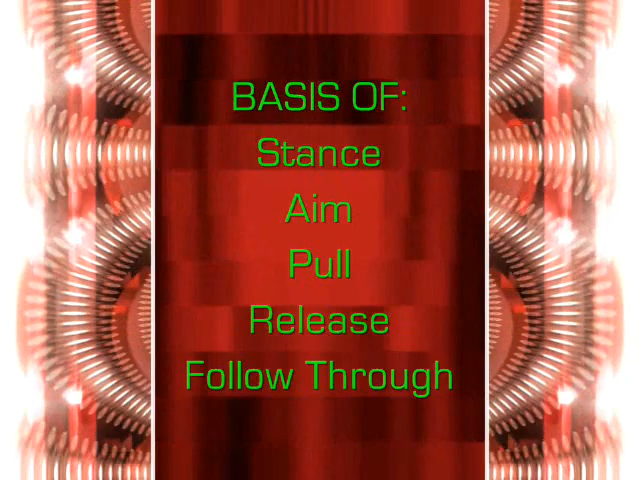 BASIS OF:
Stance
Aim
Pull
Release
Follow Through